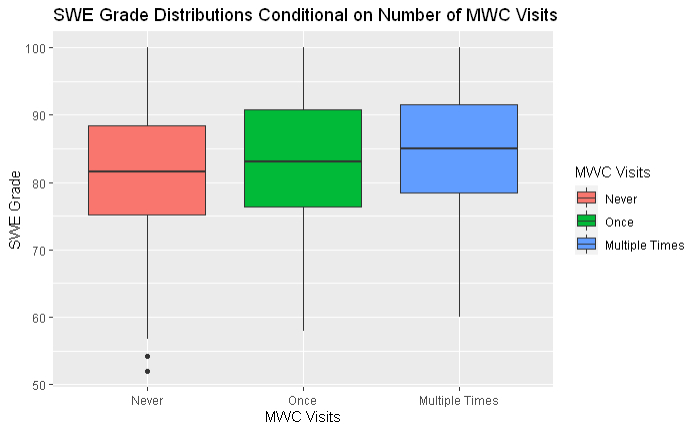 SWE Grade Distributions Conditional on Number of MWC Visits
100
90
80
70
60
50
SWE Grade
Never
Once
Multiple Times
MWC Visits
MWC Visits
Never
Once
Multiple Times